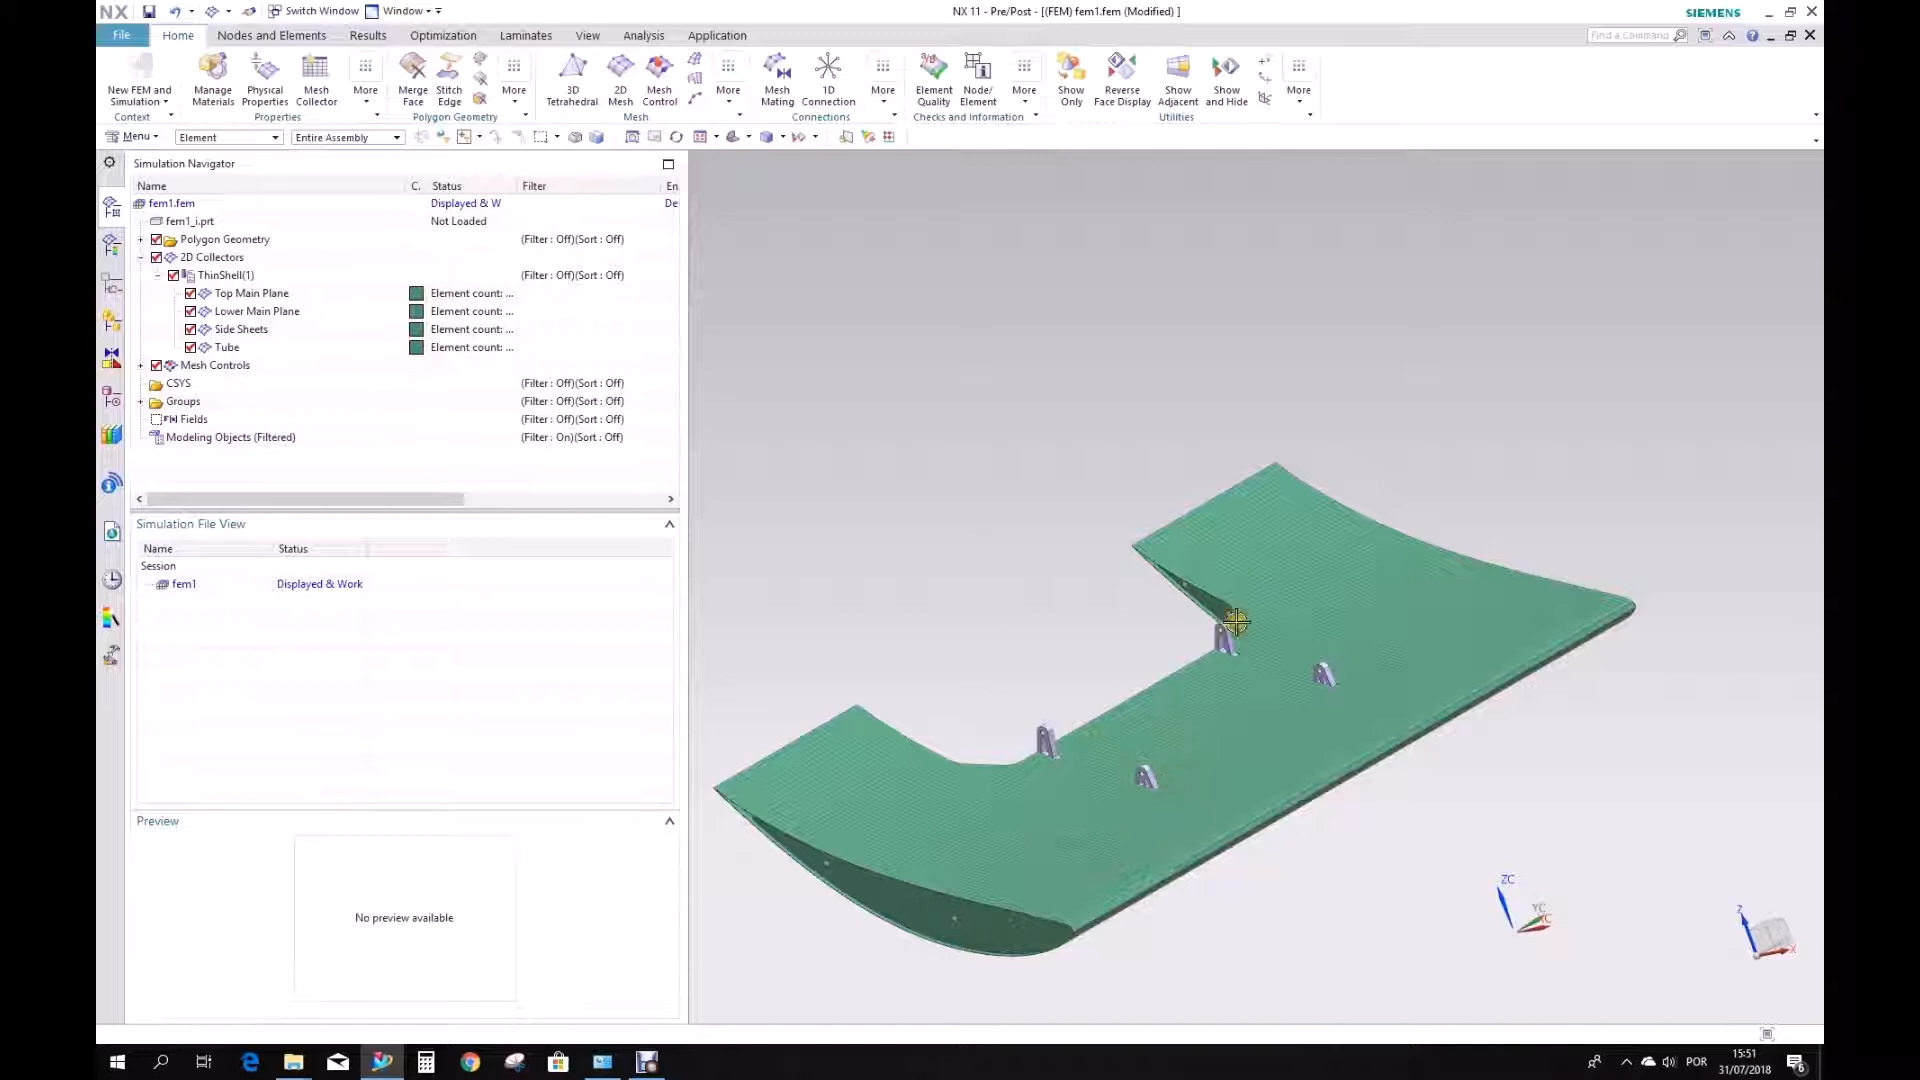 NX Switch Window Window NX 11 - Pre/Post - [(FEM) fem1.fem (Modified) ] SIEMENS
File Home Nodes and Elements Results Optimization Laminates View Analysis Application Find a Command
New FEM and Simulation Manage Materials Physical Properties Mesh Collector More Merge Face Stitch Edge More 3D Tetrahedral 2D Mesh Mesh Control More Mesh Mating 1D Connection More Element Quality Node/ Element More Show Only Reverse Face Display Show Adjacent Show and Hide More
Context Properties Polygon Geometry Mesh Connections Checks and Information Utilities
Menu Element Entire Assembly
Simulation Navigator
Name C. Status Filter En
fem1.fem Displayed & W De
fem1_i.prt Not Loaded
Polygon Geometry (Filter : Off)(Sort : Off)
2D Collectors
ThinShell(1) (Filter : Off)(Sort : Off)
Top Main Plane Element count: ...
Lower Main Plane Element count: ...
Side Sheets Element count: ...
Tube Element count: ...
Mesh Controls
CSYS (Filter : Off)(Sort : Off)
Groups (Filter : Off)(Sort : Off)
Fields (Filter : Off)(Sort : Off)
Modeling Objects (Filtered) (Filter : On)(Sort : Off)
Simulation File View
Name Status
Session
fem1 Displayed & Work
Preview
No preview available
ZC
YC
XC
Z
X
POR 15:51
31/07/2018
6